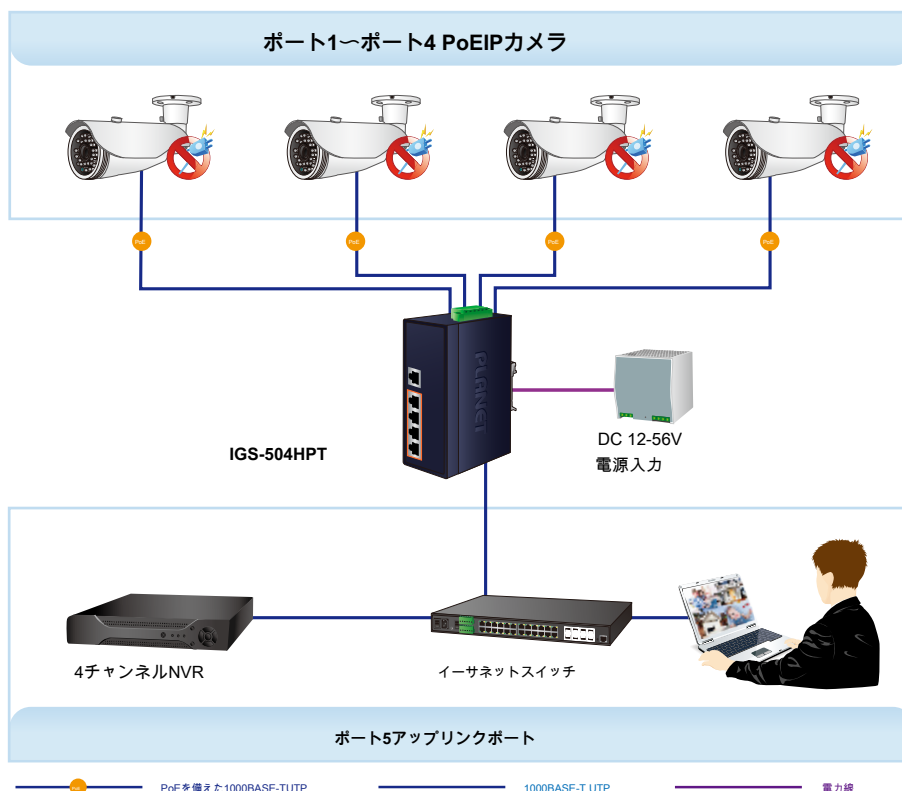 ポート1～ポート4 PoEIPカメラ
PoE
PoE
PoE
PoE
PLANET
IGS-504HPT
DC 12-56V
電源入力
4チャンネルNVR
イーサネットスイッチ
ポート5アップリンクポート
PoE
PoEを備えた1000BASE-TUTP
1000BASE-T UTP
電力線